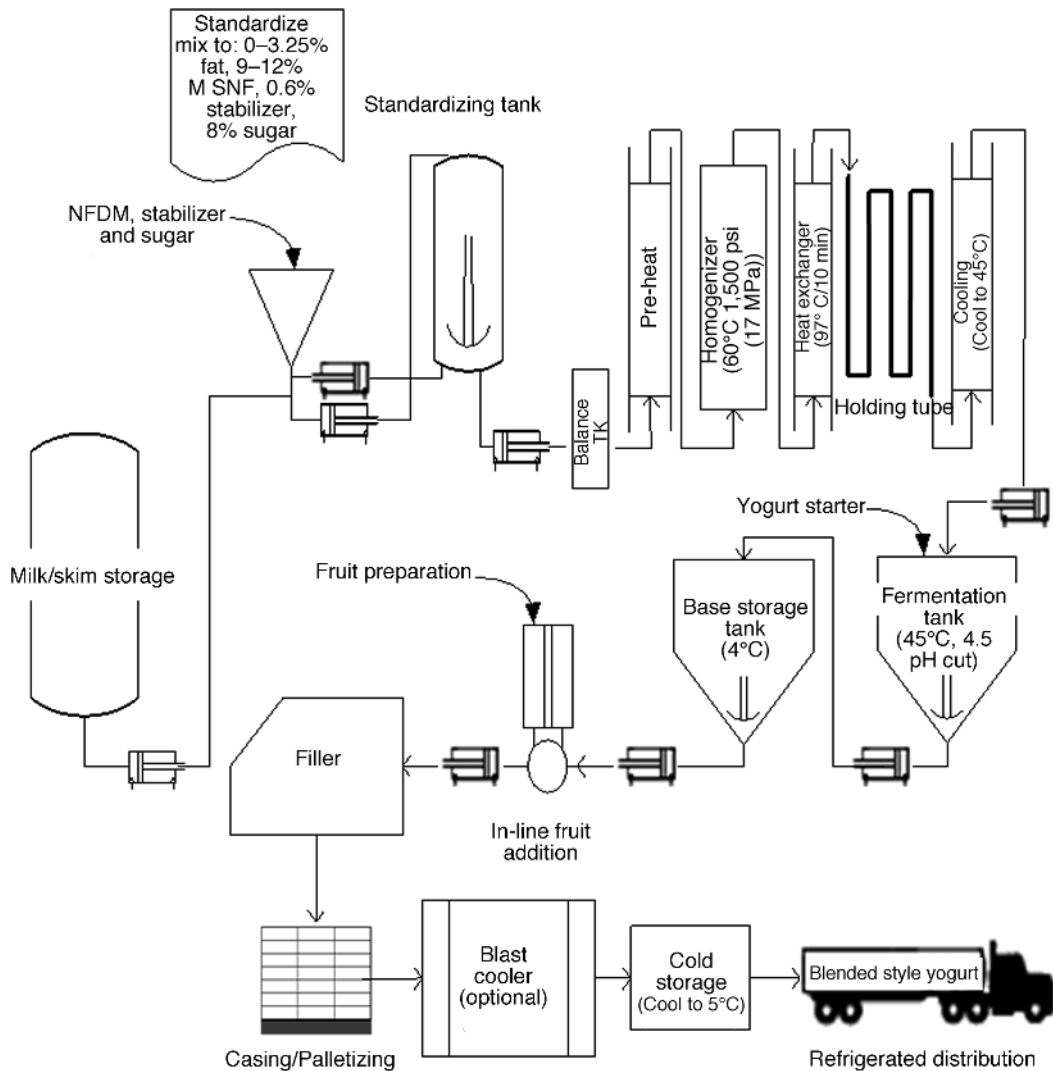 Standardize
mix to: 0–3.25%
fat, 9–12%
M SNF, 0.6%
stabilizer,
8% sugar
Standardizing tank
NFDM, stabilizer
and sugar
Pre-heat
Homogenizer
(60°C 1,500 psi
(17 MPa))
Heat exchanger
(97° C/10 min)
Cooling
(Cool to 45°C)
Holding tube
Balance
TK
Milk/skim storage
Yogurt starter
Fermentation
tank
(45°C, 4.5
pH cut)
Base storage
tank
(4°C)
Fruit preparation
In-line fruit
addition
Filler
Casing/Palletizing
Blast
cooler
(optional)
Cold
storage
(Cool to 5°C)
Blended style yogurt
Refrigerated distribution